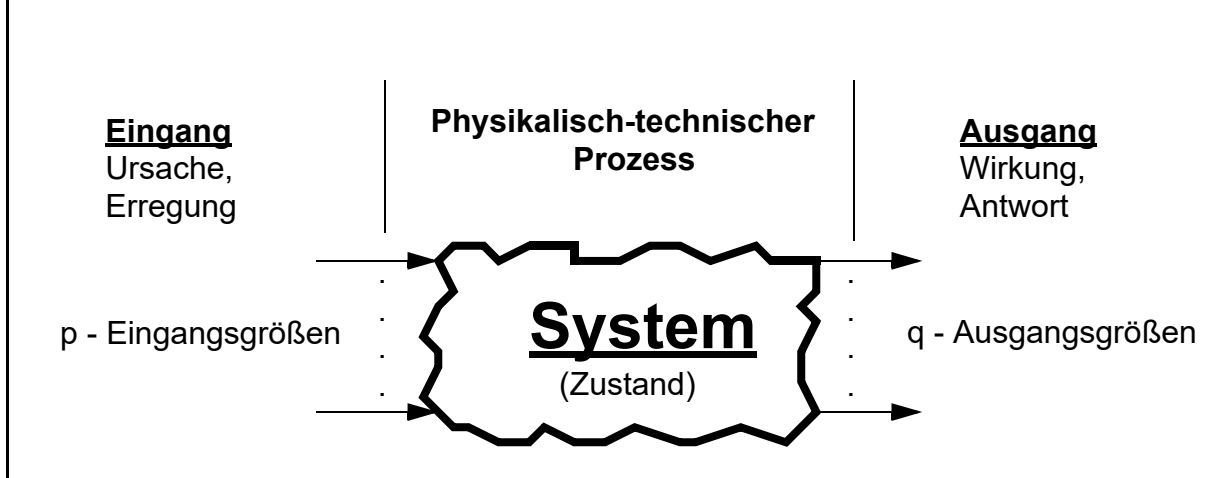 Eingang
Ursache,
Erregung
Physikalisch-technischer
Prozess
Ausgang
Wirkung,
Antwort
p - Eingangsgrößen
System
(Zustand)
q - Ausgangsgrößen